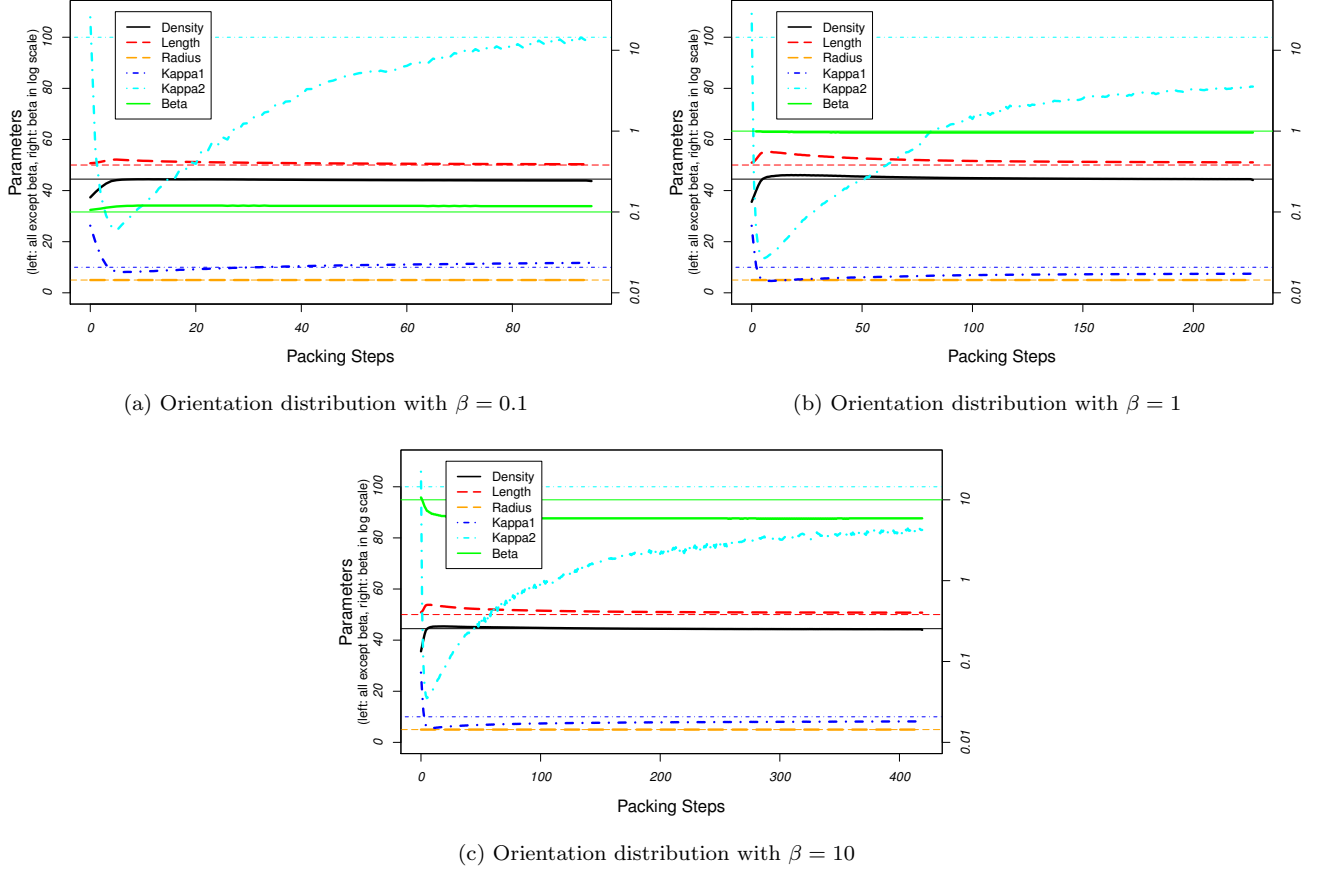 Parameters
(left: all except beta, right: beta in log scale)
0 20 40 60 80 100
Density
Length
Radius
Kappa1
Kappa2
Beta
0.01 0.1 1 10
0 20 40 60 80
Packing Steps
(a) Orientation distribution with β = 0.1
Parameters
(left: all except beta, right: beta in log scale)
0 20 40 60 80 100
Density
Length
Radius
Kappa1
Kappa2
Beta
0.01 0.1 1 10
0 50 100 150 200
Packing Steps
(b) Orientation distribution with β = 1
Parameters
(left: all except beta, right: beta in log scale)
0 20 40 60 80 100
Density
Length
Radius
Kappa1
Kappa2
Beta
0.01 0.1 1 10
0 100 200 300 400
Packing Steps
(c) Orientation distribution with β = 10